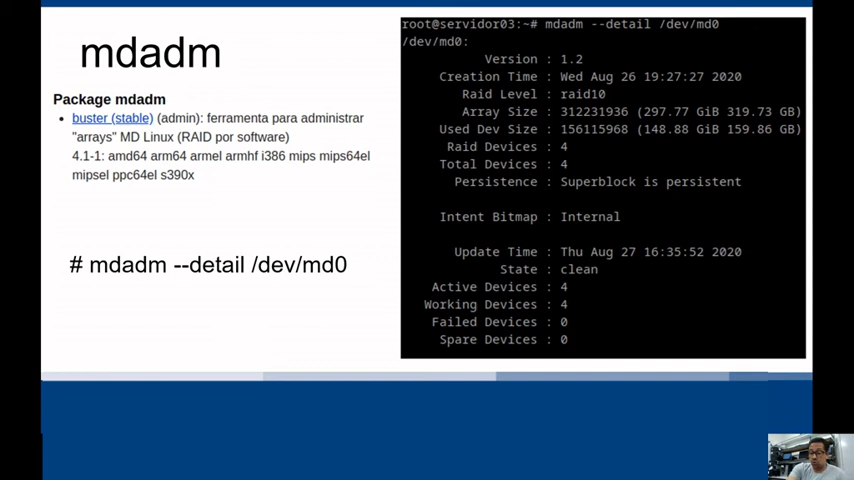 mdadm
Package mdadm
• buster (stable) (admin): ferramenta para administrar
"arrays" MD Linux (RAID por software)
4.1-1: amd64 arm64 armel armhf i386 mips mips64el
mipsel ppc64el s390x
# mdadm --detail /dev/md0
root@servidor03:~# mdadm --detail /dev/md0
/dev/md0:
Version : 1.2
Creation Time : Wed Aug 26 19:27:27 2020
Raid Level : raid10
Array Size : 312231936 (297.77 GiB 319.73 GB)
Used Dev Size : 156115968 (148.88 GiB 159.86 GB)
Raid Devices : 4
Total Devices : 4
Persistence : Superblock is persistent
Intent Bitmap : Internal
Update Time : Thu Aug 27 16:35:52 2020
State : clean
Active Devices : 4
Working Devices : 4
Failed Devices : 0
Spare Devices : 0